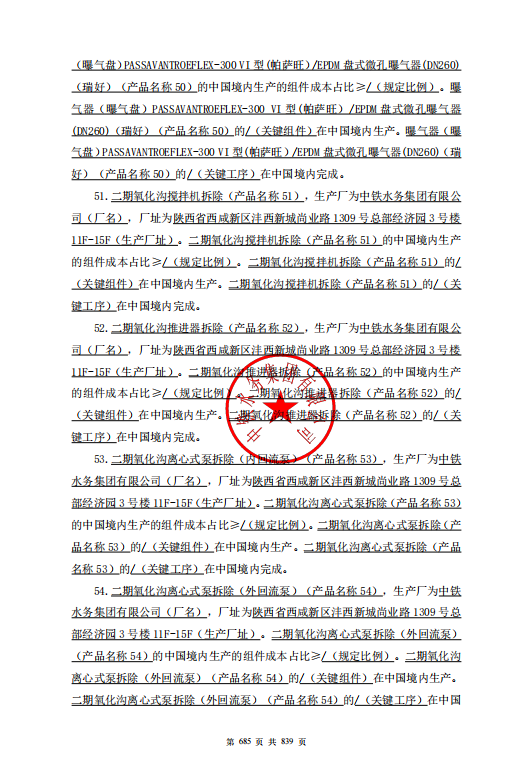 （曝气盘）PASSAVANTROEFLEX-300 VI 型(帕萨旺)/EPDM 盘式微孔曝气器(DN260)
（瑞好）（产品名称 50）的中国境内生产的组件成本占比≥/（规定比例）。曝
气器（曝气盘）PASSAVANTROEFLEX-300 VI 型(帕萨旺）/EPDM 盘式微孔曝气器
(DN260)（瑞好）（产品名称 50）的/（关键组件）在中国境内生产。曝气器（曝
气盘）PASSAVANTROEFLEX-300 VI 型(帕萨旺）/EPDM 盘式微孔曝气器(DN260)（瑞
好）（产品名称 50）的/（关键工序）在中国境内完成。
51.二期氧化沟搅拌机拆除（产品名称 51），生产厂为中铁水务集团有限公
司（厂名），厂址为陕西省西咸新区沣西新城尚业路 1309 号总部经济园 3 号楼
11F-15F（生产厂址）。二期氧化沟搅拌机拆除（产品名称 51）的中国境内生产
的组件成本占比≥/（规定比例）。二期氧化沟搅拌机拆除（产品名称 51）的/
（关键组件）在中国境内生产。二期氧化沟搅拌机拆除（产品名称 51）的/（关
键工序）在中国境内完成。
52.二期氧化沟推进器拆除（产品名称 52），生产厂为中铁水务集团有限公
司（厂名），厂址为陕西省西咸新区沣西新城尚业路 1309 号总部经济园 3 号楼
11F-15F（生产厂址）。二期氧化沟推进器拆除（产品名称 52）的中国境内生产
的组件成本占比≥/（规定比例）。二期氧化沟推进器拆除（产品名称 52）的/
（关键组件）在中国境内生产。二期氧化沟推进器拆除（产品名称 52）的/（关
键工序）在中国境内完成。
中铁水务集团有限公司
53.二期氧化沟离心式泵拆除（内回流泵）（产品名称 53），生产厂为中铁
水务集团有限公司（厂名），厂址为陕西省西咸新区沣西新城尚业路 1309 号总
部经济园 3 号楼 11F-15F（生产厂址）。二期氧化沟离心式泵拆除（产品名称 53）
的中国境内生产的组件成本占比≥/（规定比例）。二期氧化沟离心式泵拆除（产
品名称 53）的/（关键组件）在中国境内生产。二期氧化沟离心式泵拆除（产品
名称 53）的/（关键工序）在中国境内完成。
54.二期氧化沟离心式泵拆除（外回流泵）（产品名称 54），生产厂为中铁
水务集团有限公司（厂名），厂址为陕西省西咸新区沣西新城尚业路 1309 号总
部经济园 3 号楼 11F-15F（生产厂址）。二期氧化沟离心式泵拆除（外回流泵）
（产品名称 54）的中国境内生产的组件成本占比≥/（规定比例）。二期氧化沟
离心式泵拆除（外回流泵）（产品名称 54）的/（关键组件）在中国境内生产。
二期氧化沟离心式泵拆除（外回流泵）（产品名称 54）的/（关键工序）在中国
第 685 页 共 839 页